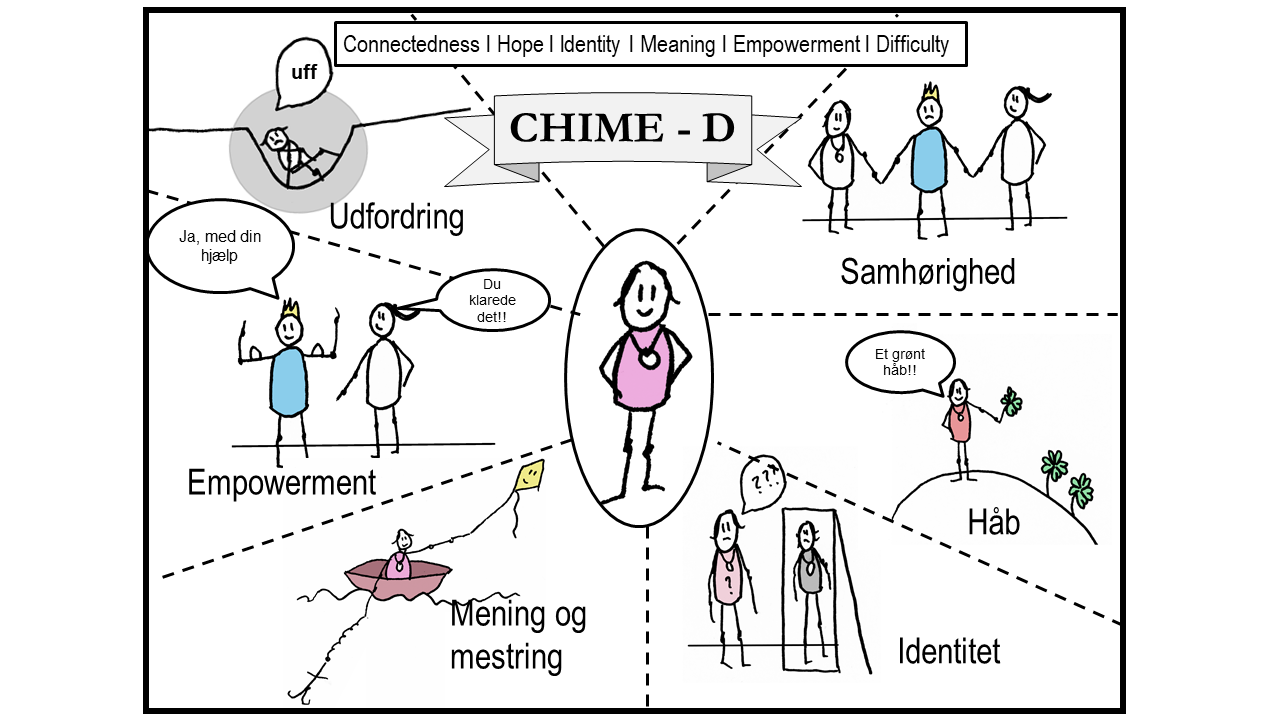 Connectedness I Hope I Identity I Meaning I Empowerment I Difficulty
CHIME - D
uff
Udfordring
Samhørighed
Ja, med din
hjælp
Du
klarede
det!!
Empowerment
Et grønt
håb!!
Håb
???
?
Identitet
Mening og
mestring